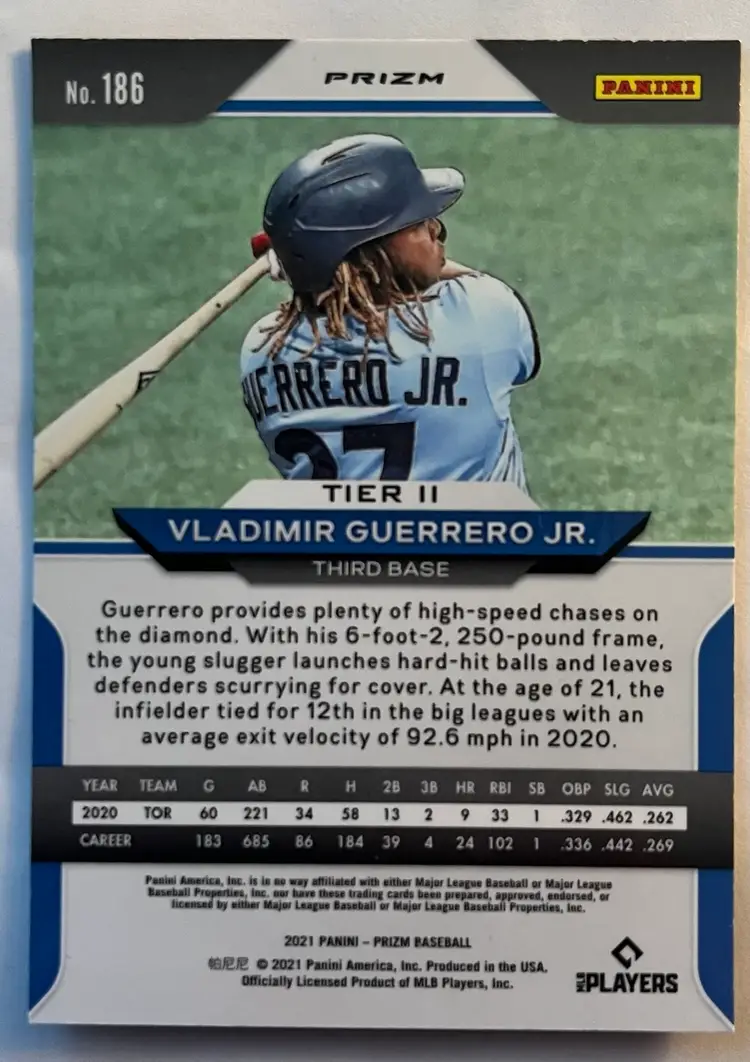 No. 186
PRIZM
PANINI
GUERRERO JR.
27
TIER II
VLADIMIR GUERRERO JR.
THIRD BASE
Guerrero provides plenty of high-speed chases on
the diamond. With his 6-foot-2, 250-pound frame,
the young slugger launches hard-hit balls and leaves
defenders scurrying for cover. At the age of 21, the
infielder tied for 12th in the big leagues with an
average exit velocity of 92.6 mph in 2020.
YEAR TEAM G AB R H 2B 3B HR RBI SB OBP SLG AVG
2020 TOR 60 221 34 58 13 2 9 33 1 .329 .462 .262
CAREER 183 685 86 184 39 4 24 102 1 .336 .442 .269
Panini America, Inc. is in no way affiliated with either Major League Baseball or Major League
Baseball Properties, Inc. nor have these trading cards been prepared, approved, endorsed, or
licensed by either Major League Baseball or Major League Baseball Properties, Inc.
2021 PANINI – PRIZM BASEBALL
帕尼尼 © 2021 Panini America, Inc. Produced in the USA.
Officially Licensed Product of MLB Players, Inc.
MLB PLAYERS